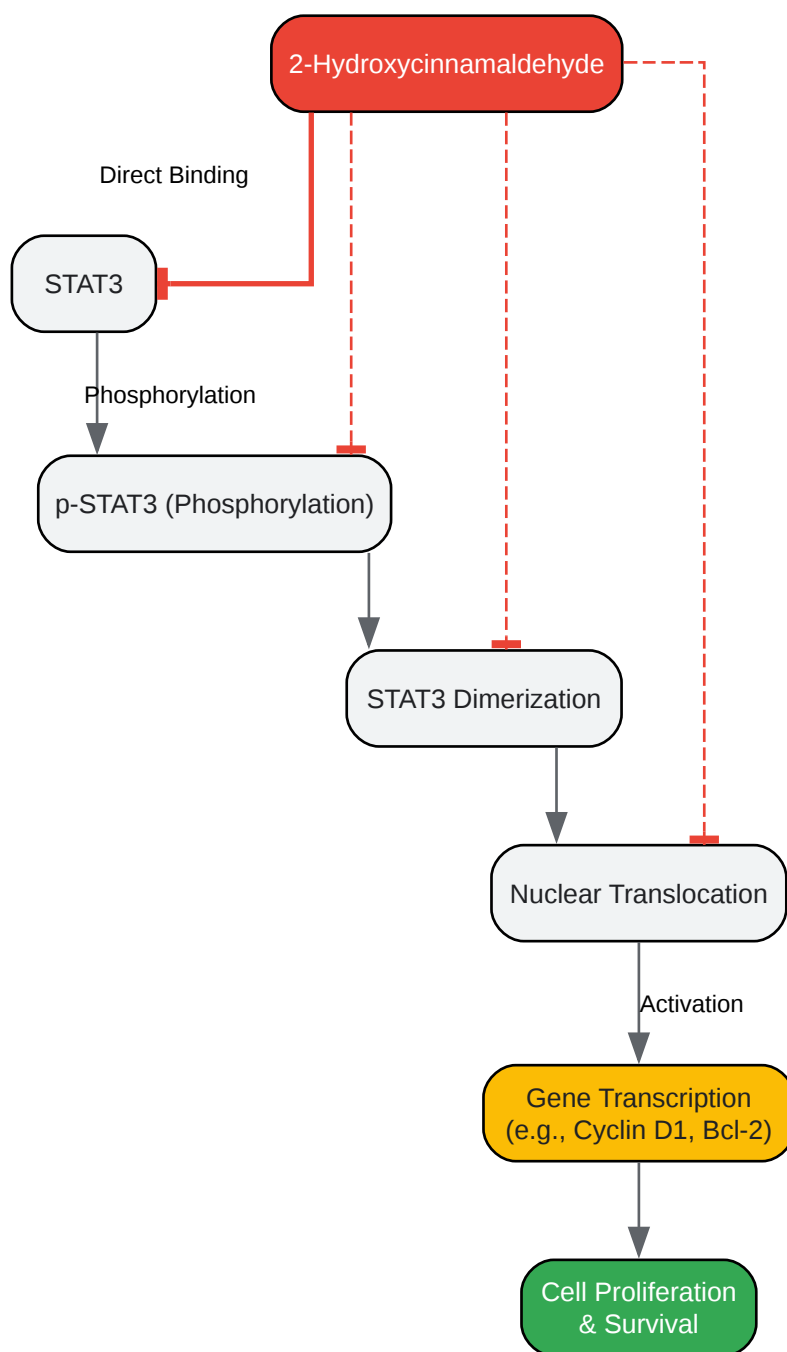 2-Hydroxycinnamaldehyde
Direct Binding
STAT3
Phosphorylation
p-STAT3 (Phosphorylation)
STAT3 Dimerization
Nuclear Translocation
Activation
Gene Transcription
(e.g., Cyclin D1, Bcl-2)
Cell Proliferation
& Survival